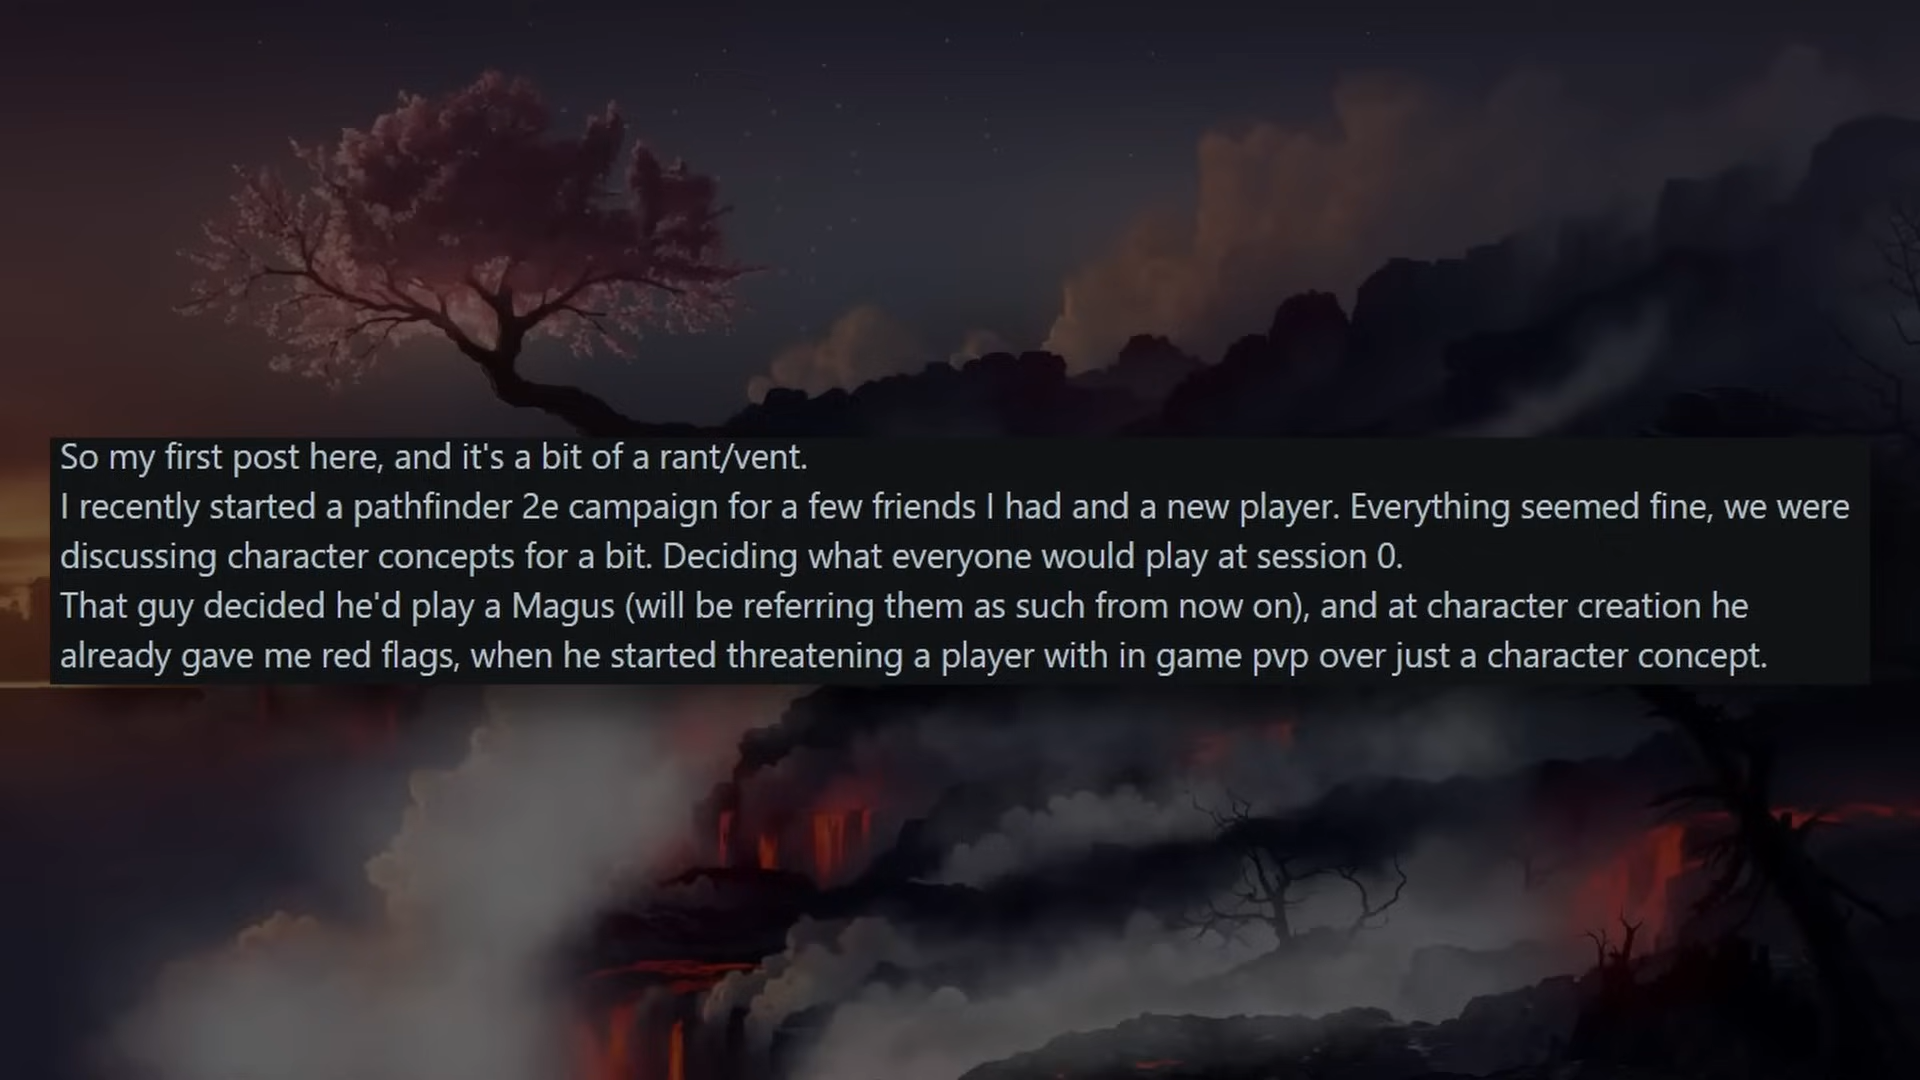 So my first post here, and it's a bit of a rant/vent.
I recently started a pathfinder 2e campaign for a few friends I had and a new player. Everything seemed fine, we were
discussing character concepts for a bit. Deciding what everyone would play at session 0.
That guy decided he'd play a Magus (will be referring them as such from now on), and at character creation he
already gave me red flags, when he started threatening a player with in game pvp over just a character concept.